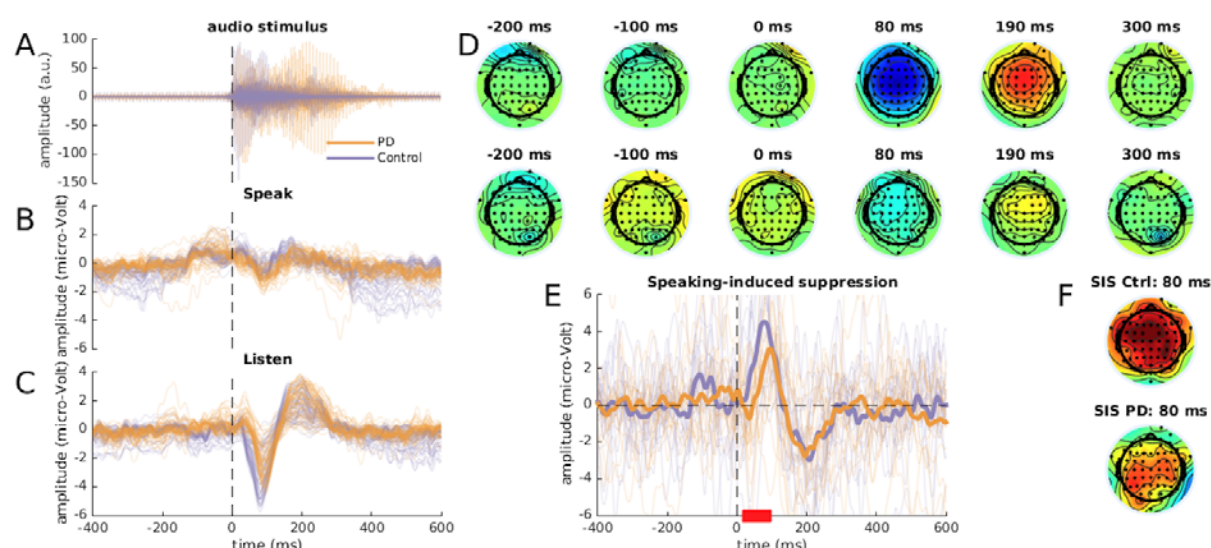 A
audio stimulus
amplitude (a.u.)
100
50
0
-50
-100
-150
PD
Control
B
Speak
amplitude (micro-Volt)
4
2
0
-2
-4
-6
C
Listen
amplitude (micro-Volt)
4
2
0
-2
-4
-6
-400 -200 0 200 400 600
time (ms)
D
-200 ms -100 ms 0 ms 80 ms 190 ms 300 ms
-200 ms -100 ms 0 ms 80 ms 190 ms 300 ms
E
Speaking-induced suppression
amplitude (micro-Volt)
6
4
2
0
-2
-4
-6
-400 -200 0 200 400 600
time (ms)
F
SIS Ctrl: 80 ms
SIS PD: 80 ms